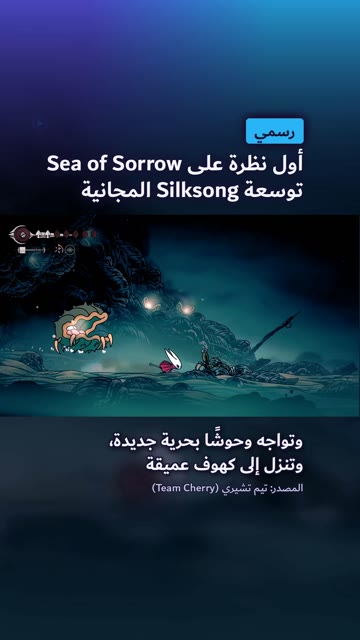 رسمي
أول نظرة على Sea of Sorrow
توسعة Silksong المجانية
وتواجه وحوشًا بحرية جديدة،
وتنزل إلى كهوف عميقة
المصدر: تيم تشيري (Team Cherry)